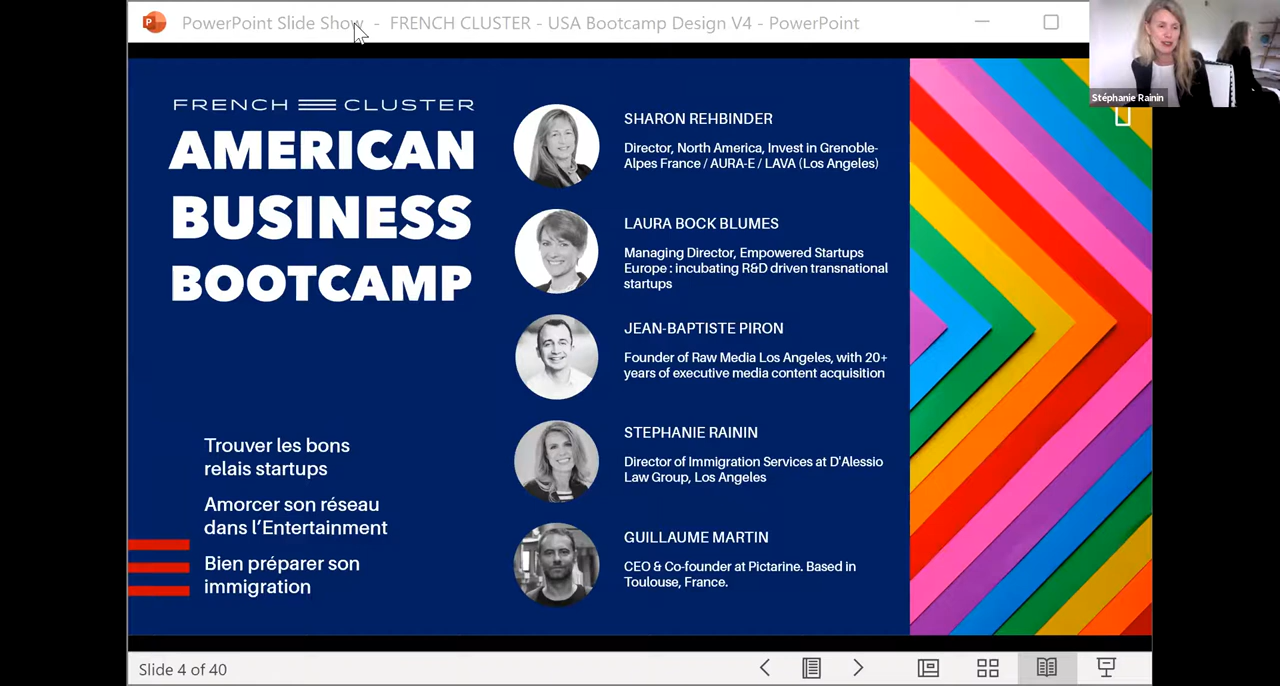 PowerPoint Slide Show - FRENCH CLUSTER - USA Bootcamp Design V4 - PowerPoint
Stéphanie Rainin
FRENCH CLUSTER
AMERICAN
BUSINESS
BOOTCAMP
Trouver les bons
relais startups
Amorcer son réseau
dans l’Entertainment
Bien préparer son
immigration
SHARON REHBINDER
Director, North America, Invest in Grenoble-
Alpes France / AURA-E / LAVA (Los Angeles)
LAURA BOCK BLUMES
Managing Director, Empowered Startups
Europe : incubating R&D driven transnational
startups
JEAN-BAPTISTE PIRON
Founder of Raw Media Los Angeles, with 20+
years of executive media content acquisition
STEPHANIE RAININ
Director of Immigration Services at D'Alessio
Law Group, Los Angeles
GUILLAUME MARTIN
CEO & Co-founder at Pictarine. Based in
Toulouse, France.
Slide 4 of 40